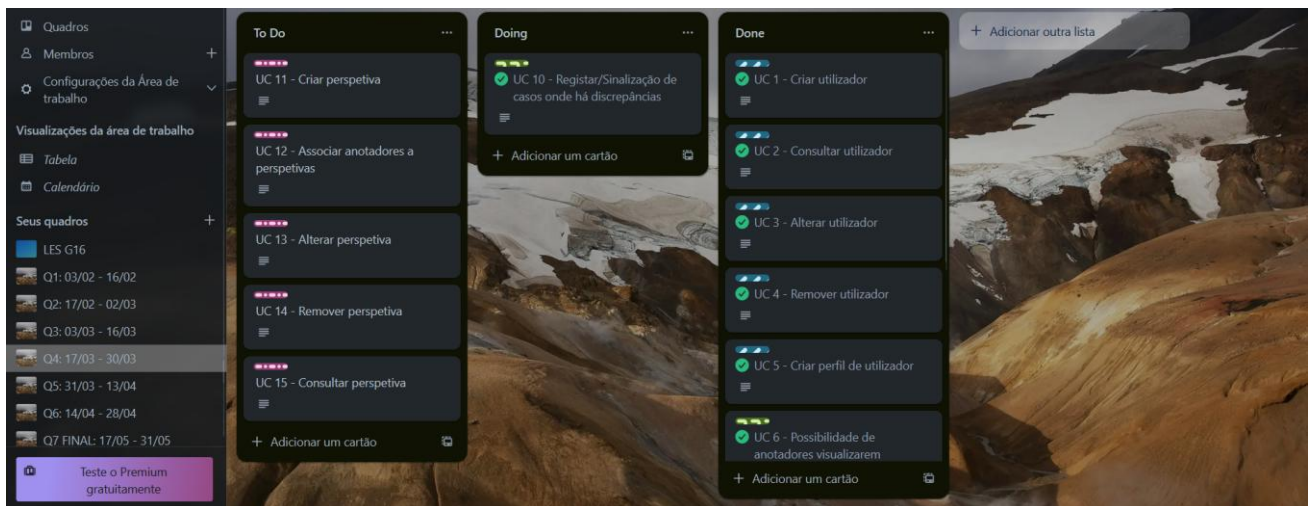 Quadros
Membros
Configurações da Área de
trabalho
Visualizações da área de trabalho
Tabela
Calendário
Seus quadros
LES G16
Q1: 03/02 - 16/02
Q2: 17/02 - 02/03
Q3: 03/03 - 16/03
Q4: 17/03 - 30/03
Q5: 31/03 - 13/04
Q6: 14/04 - 28/04
Q7 FINAL: 17/05 - 31/05
Teste o Premium
gratuitamente
To Do
UC 11 - Criar perspetiva
UC 12 - Associar anotadores a
perspetivas
UC 13 - Alterar perspetiva
UC 14 - Remover perspetiva
UC 15 - Consultar perspetiva
+ Adicionar um cartão
Doing
UC 10 - Registar/Sinalização de
casos onde há discrepâncias
+ Adicionar um cartão
Done
UC 1 - Criar utilizador
UC 2 - Consultar utilizador
UC 3 - Alterar utilizador
UC 4 - Remover utilizador
UC 5 - Criar perfil de utilizador
UC 6 - Possibilidade de
anotadores visualizarem
+ Adicionar um cartão
+ Adicionar outra lista